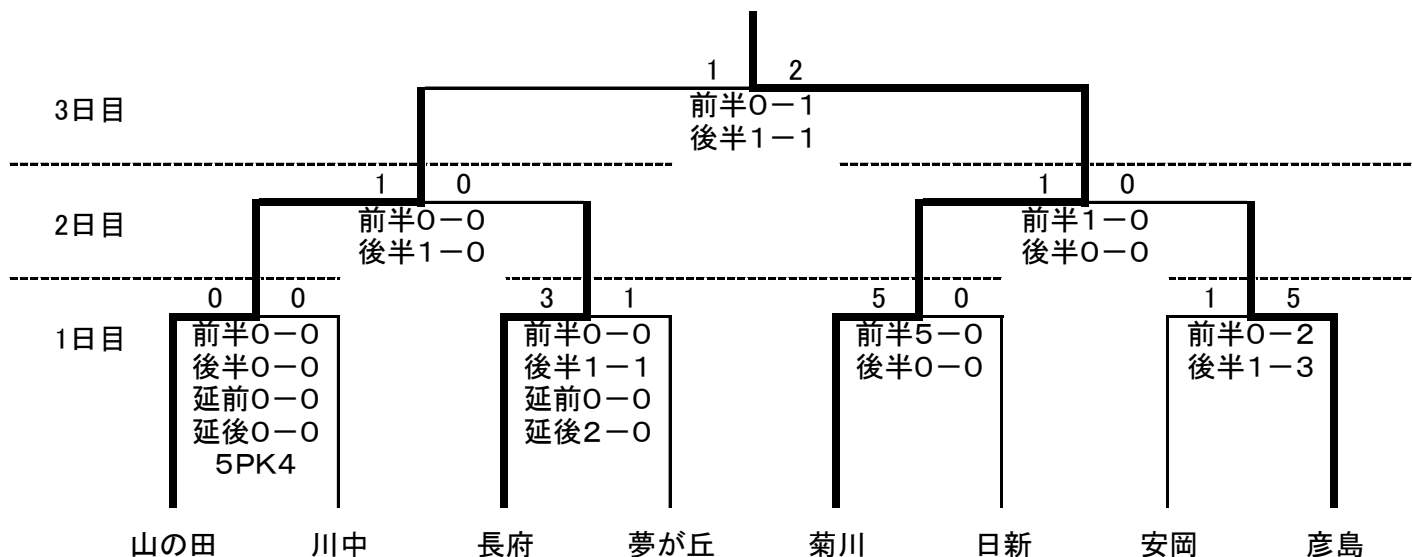 1 2
3日目
前半0－1
後半1－1
1 0 1 0
2日目
前半0－0 前半1－0
後半1－0 後半0－0
0 0 3 1 5 0 1 5
1日目
前半0－0 前半0－0 前半5－0 前半0－2
後半0－0 後半1－1 後半0－0 後半1－3
延前0－0 延前0－0
延後0－0 延後2－0
5PK4
山の田 川中 長府 夢が丘 菊川 日新 安岡 彦島